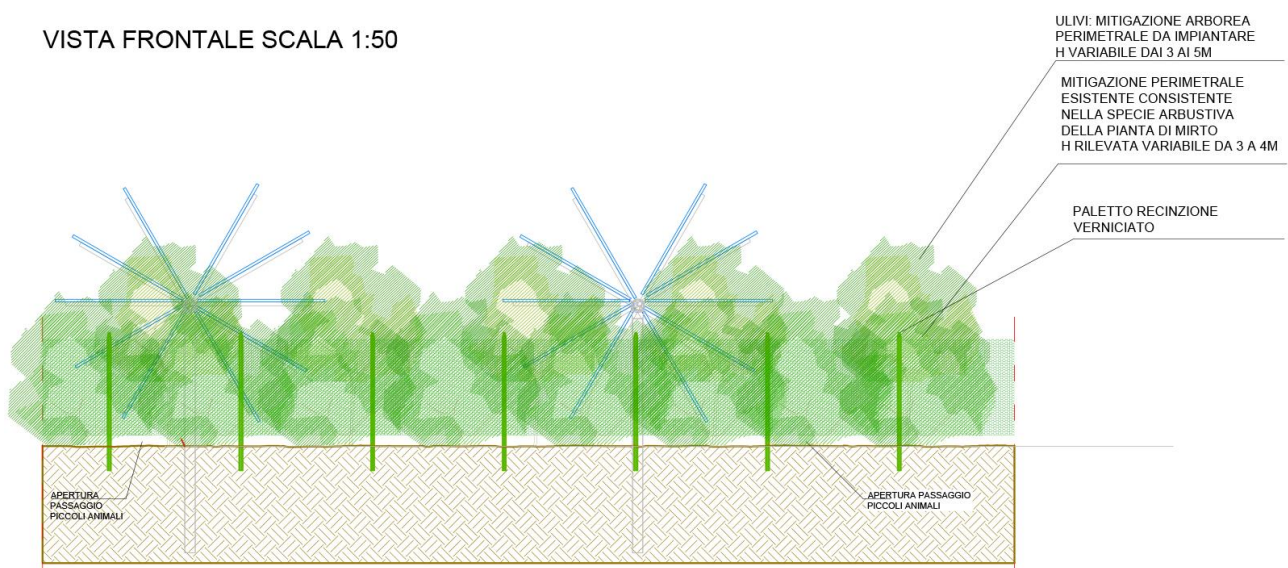 VISTA FRONTALE SCALA 1:50
ULIVI: MITIGAZIONE ARBOREA
PERIMETRALE DA IMPIANTARE
H VARIABILE DAI 3 AI 5M
MITIGAZIONE PERIMETRALE
ESISTENTE CONSISTENTE
NELLA SPECIE ARBUSTIVA
DELLA PIANTA DI MIRTO
H RILEVATA VARIABILE DA 3 A 4M
PALETTO RECINZIONE
VERNICIATO
APERTURA
PASSAGGIO
PICCOLI ANIMALI
APERTURA PASSAGGIO
PICCOLI ANIMALI